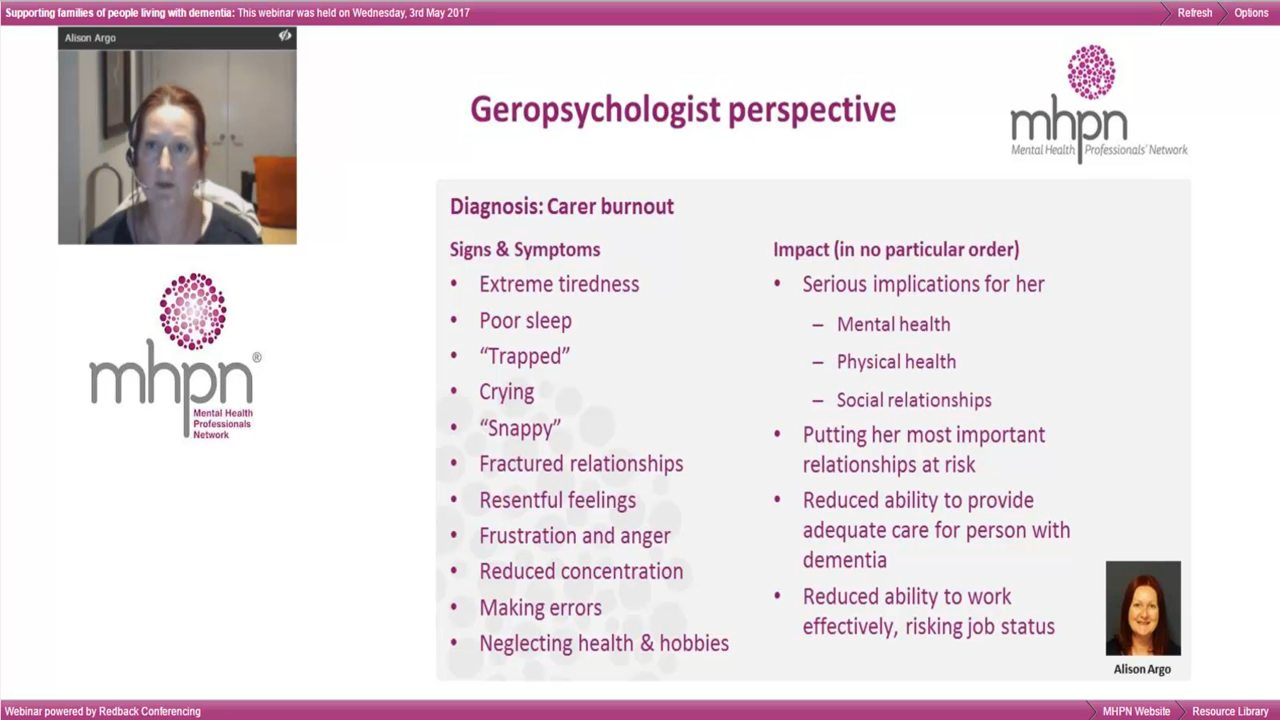 Supporting families of people living with dementia: This webinar was held on Wednesday, 3rd May 2017
Refresh
Options
Alison Argo
Geropsychologist perspective
mhpn
Mental Health Professionals' Network
mhpn®
Mental Health
Professionals
Network
Diagnosis: Carer burnout
Signs & Symptoms
• Extreme tiredness
• Poor sleep
• “Trapped”
• Crying
• “Snappy”
• Fractured relationships
• Resentful feelings
• Frustration and anger
• Reduced concentration
• Making errors
• Neglecting health & hobbies
Impact (in no particular order)
• Serious implications for her
– Mental health
– Physical health
– Social relationships
• Putting her most important
relationships at risk
• Reduced ability to provide
adequate care for person with
dementia
• Reduced ability to work
effectively, risking job status
Alison Argo
Webinar powered by Redback Conferencing
MHPN Website
Resource Library